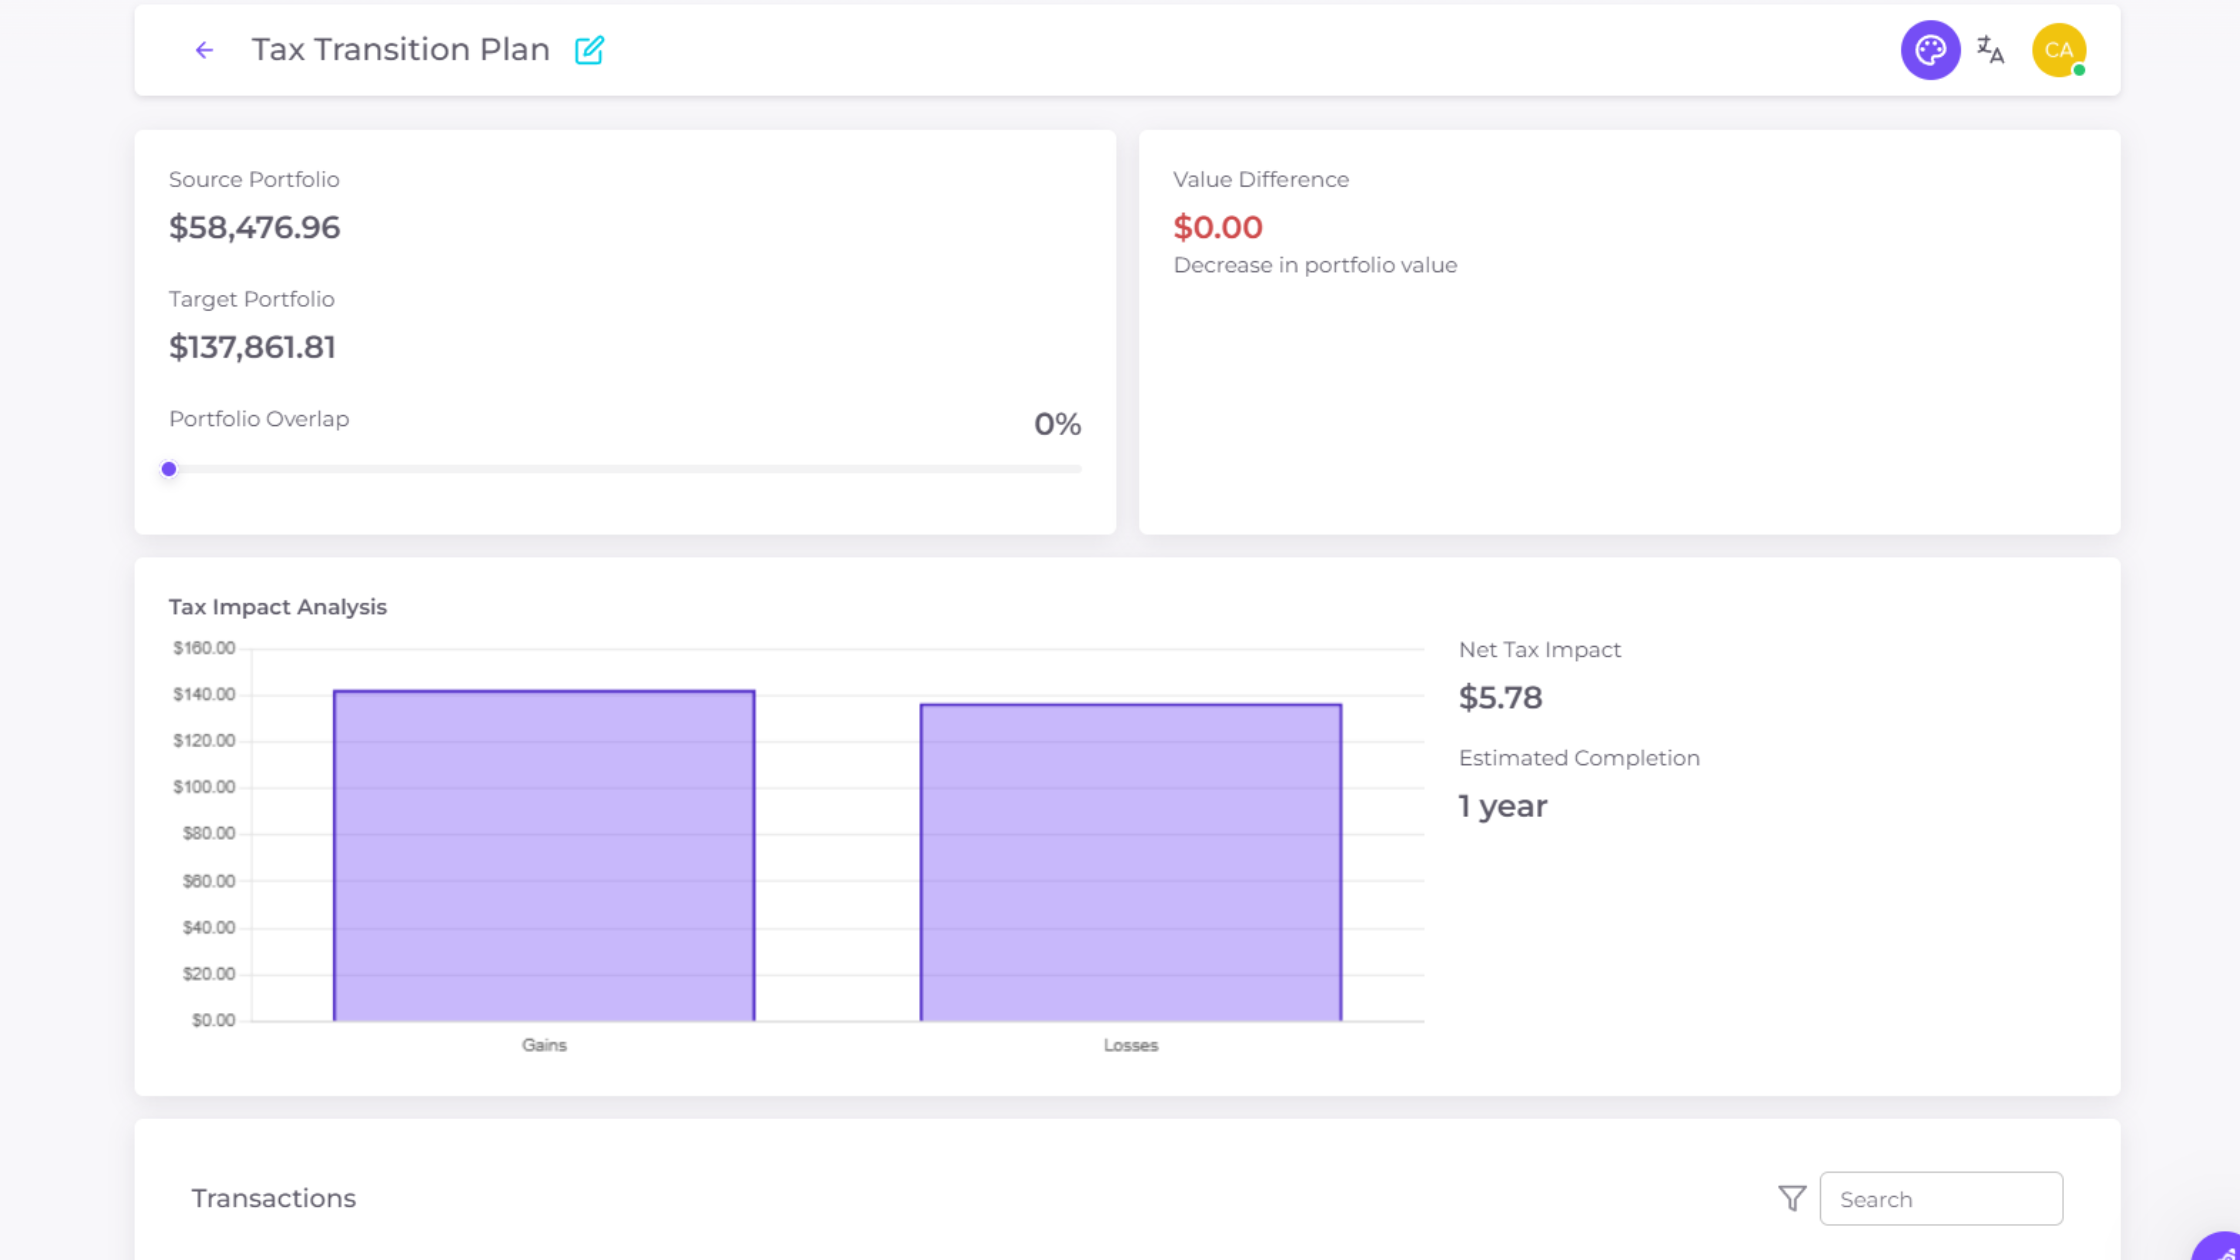 Tax Transition Plan
CA
Source Portfolio
$58,476.96
Target Portfolio
$137,861.81
Portfolio Overlap
0%
Value Difference
$0.00
Decrease in portfolio value
Tax Impact Analysis
$160.00
$140.00
$120.00
$100.00
$80.00
$60.00
$40.00
$20.00
$0.00
Gains
Losses
Net Tax Impact
$5.78
Estimated Completion
1 year
Transactions
Search